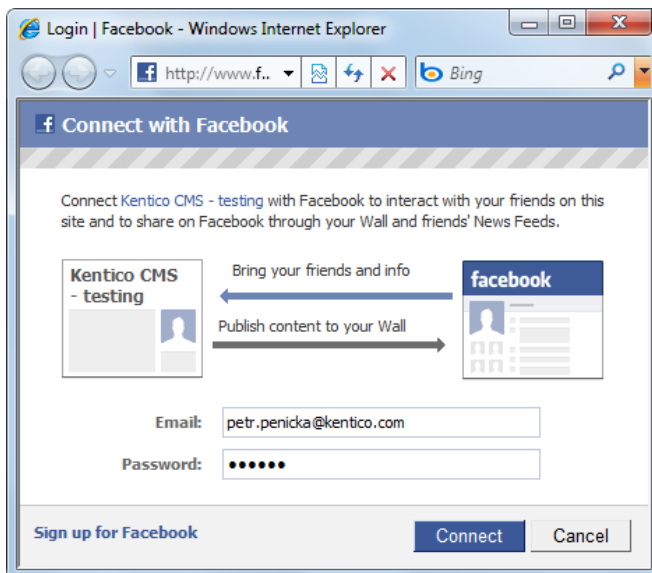 Login | Facebook - Windows Internet Explorer
http://www.f..
Bing
Connect with Facebook
Connect Kentico CMS - testing with Facebook to interact with your friends on this
site and to share on Facebook through your Wall and friends' News Feeds.
Kentico CMS
- testing
Bring your friends and info
facebook
Publish content to your Wall
Email: petr.penicka@kentico.com
Password: ••••••
Sign up for Facebook Connect Cancel